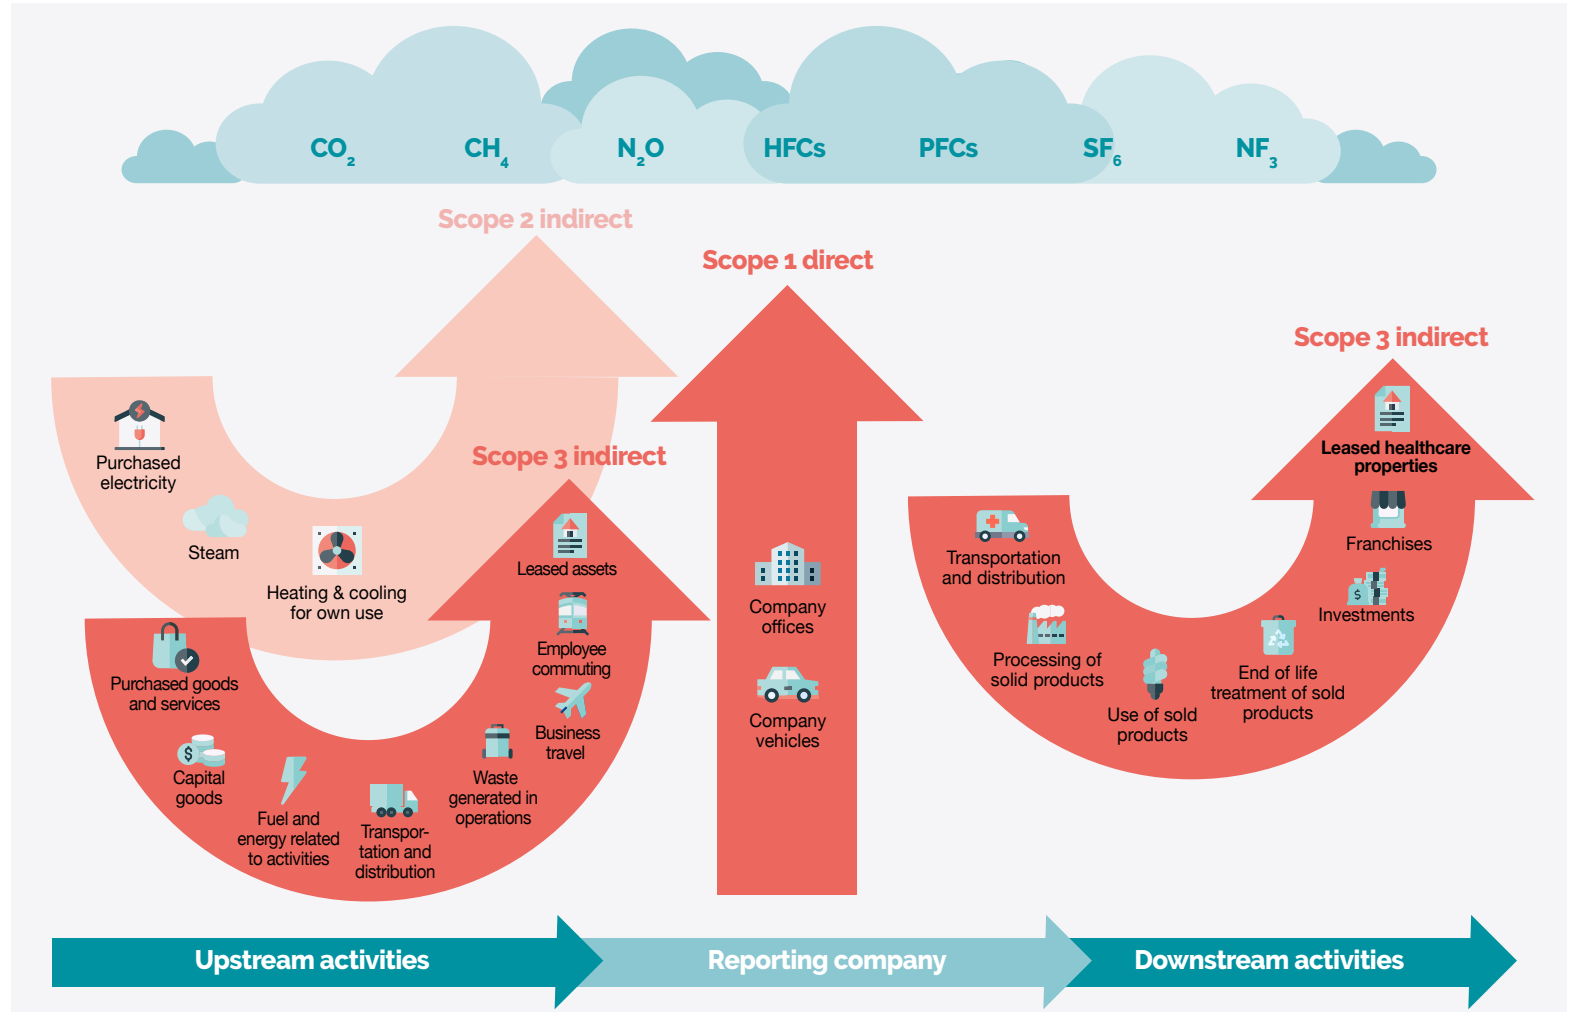 CO₂ CH₄ N₂O HFCs PFCs SF₆ NF₃
Scope 2 indirect
Purchased
electricity
Steam
Heating & cooling
for own use
Scope 3 indirect
Purchased goods
and services
Capital
goods
Fuel and
energy related
to activities
Transpor-
tation and
distribution
Waste
generated in
operations
Business
travel
Employee
commuting
Leased assets
Scope 1 direct
Company
offices
Company
vehicles
Scope 3 indirect
Transportation
and distribution
Processing of
solid products
Use of sold
products
End of life
treatment of sold
products
Investments
Franchises
Leased healthcare
properties
Upstream activities
Reporting company
Downstream activities